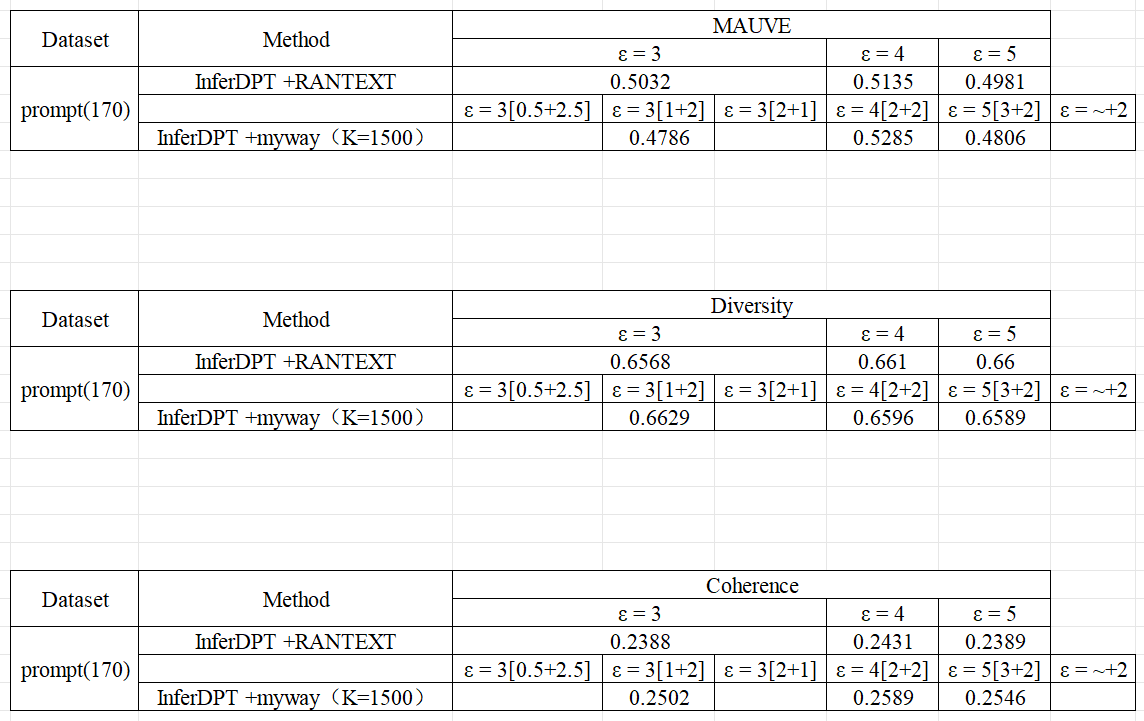 Dataset Method MAUVE
ε = 3 ε = 4 ε = 5
prompt(170) InferDPT +RANTEXT 0.5032 0.5135 0.4981
ε = 3[0.5+2.5] ε = 3[1+2] ε = 3[2+1] ε = 4[2+2] ε = 5[3+2] ε = ~+2
InferDPT +myway（K=1500） 0.4786 0.5285 0.4806
Dataset Method Diversity
ε = 3 ε = 4 ε = 5
prompt(170) InferDPT +RANTEXT 0.6568 0.661 0.66
ε = 3[0.5+2.5] ε = 3[1+2] ε = 3[2+1] ε = 4[2+2] ε = 5[3+2] ε = ~+2
InferDPT +myway（K=1500） 0.6629 0.6596 0.6589
Dataset Method Coherence
ε = 3 ε = 4 ε = 5
prompt(170) InferDPT +RANTEXT 0.2388 0.2431 0.2389
ε = 3[0.5+2.5] ε = 3[1+2] ε = 3[2+1] ε = 4[2+2] ε = 5[3+2] ε = ~+2
InferDPT +myway（K=1500） 0.2502 0.2589 0.2546